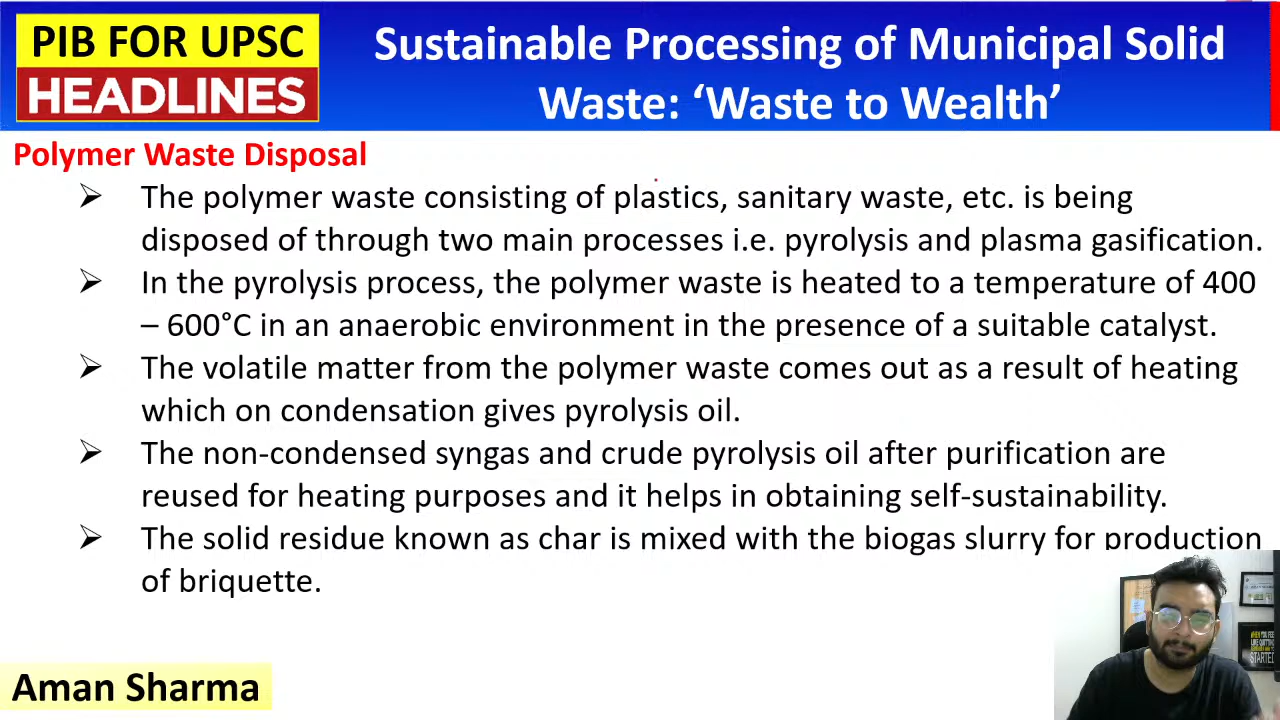 PIB FOR UPSC
HEADLINES
Sustainable Processing of Municipal Solid
Waste: ‘Waste to Wealth’
Polymer Waste Disposal
➢ The polymer waste consisting of plastics, sanitary waste, etc. is being
disposed of through two main processes i.e. pyrolysis and plasma gasification.
➢ In the pyrolysis process, the polymer waste is heated to a temperature of 400
– 600°C in an anaerobic environment in the presence of a suitable catalyst.
➢ The volatile matter from the polymer waste comes out as a result of heating
which on condensation gives pyrolysis oil.
➢ The non-condensed syngas and crude pyrolysis oil after purification are
reused for heating purposes and it helps in obtaining self-sustainability.
➢ The solid residue known as char is mixed with the biogas slurry for production
of briquette.
WHEN YOU FEEL
LIKE QUITTING
STARTED
Aman Sharma